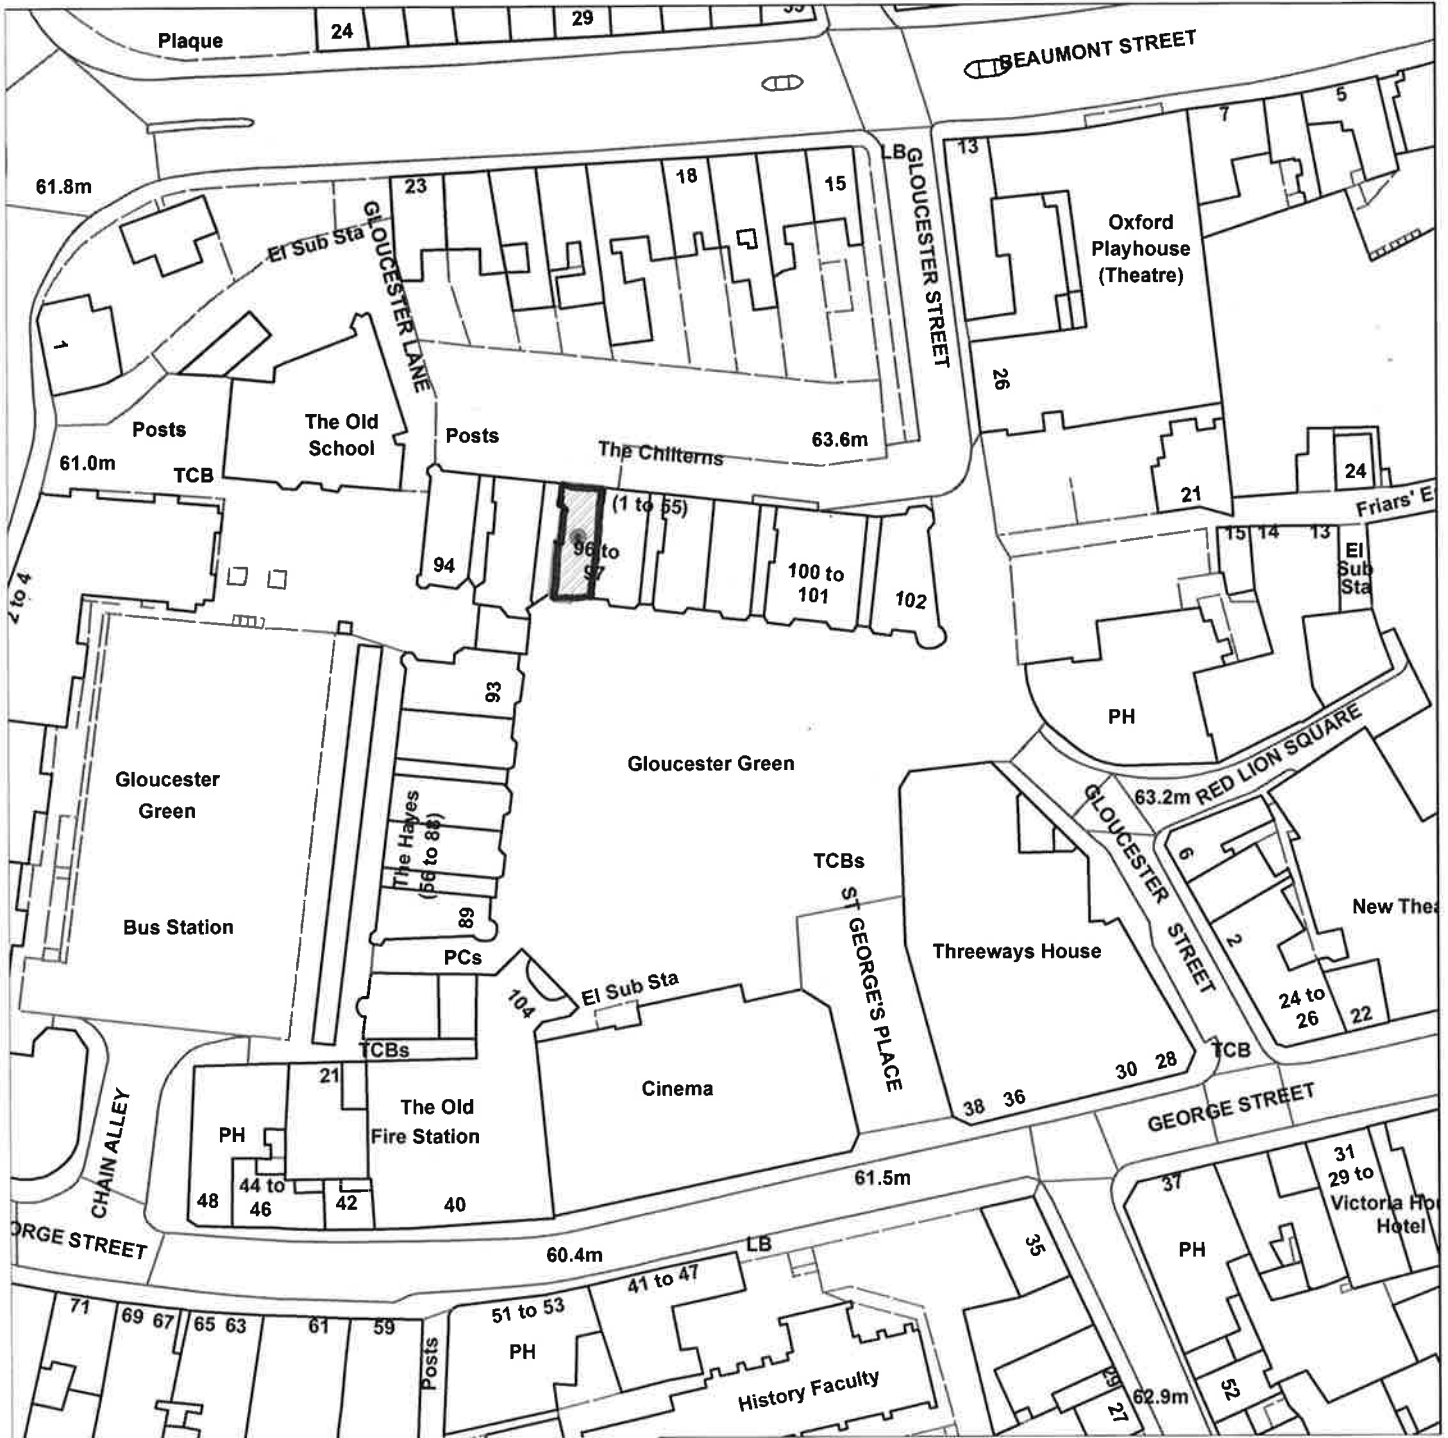 Plaque
24
29
BEAUMONT STREET
61.8m
23
18
15
LB
GLOUCESTER STREET
13
7
5
Oxford
Playhouse
(Theatre)
El Sub Sta
GLOUCESTER LANE
1
26
Posts
The Old
School
Posts
The Chilterns
63.6m
61.0m
TCB
(1 to 55)
21
24
Friars'
94
96 to
97
100 to
101
102
15
14
13
El
Sub
Sta
2 to 4
93
PH
Gloucester
Green
Gloucester Green
RED LION SQUARE
63.2m
GLOUCESTER STREET
The Hayes
(56 to 88)
TCBs
6
New
Bus Station
89
PCs
ST GEORGE'S PLACE
Threeways House
2
104
El Sub Sta
24 to
26
22
TCBs
TCB
21
Cinema
30
28
CHAIN ALLEY
The Old
Fire Station
38
36
GEORGE STREET
PH
44 to
46
48
42
40
61.5m
37
31
29 to
Victoria
Hotel
ORGE STREET
60.4m
LB
35
PH
41 to 47
51 to 53
PH
71
69
67
65
63
61
59
Posts
History Faculty
29
27
62.9m
52